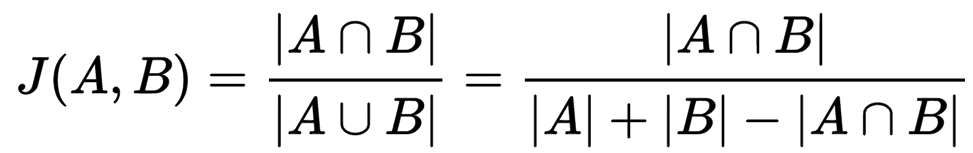 J(A, B) = |A ∩ B| / |A ∪ B| = |A ∩ B| / (|A| + |B| − |A ∩ B|)